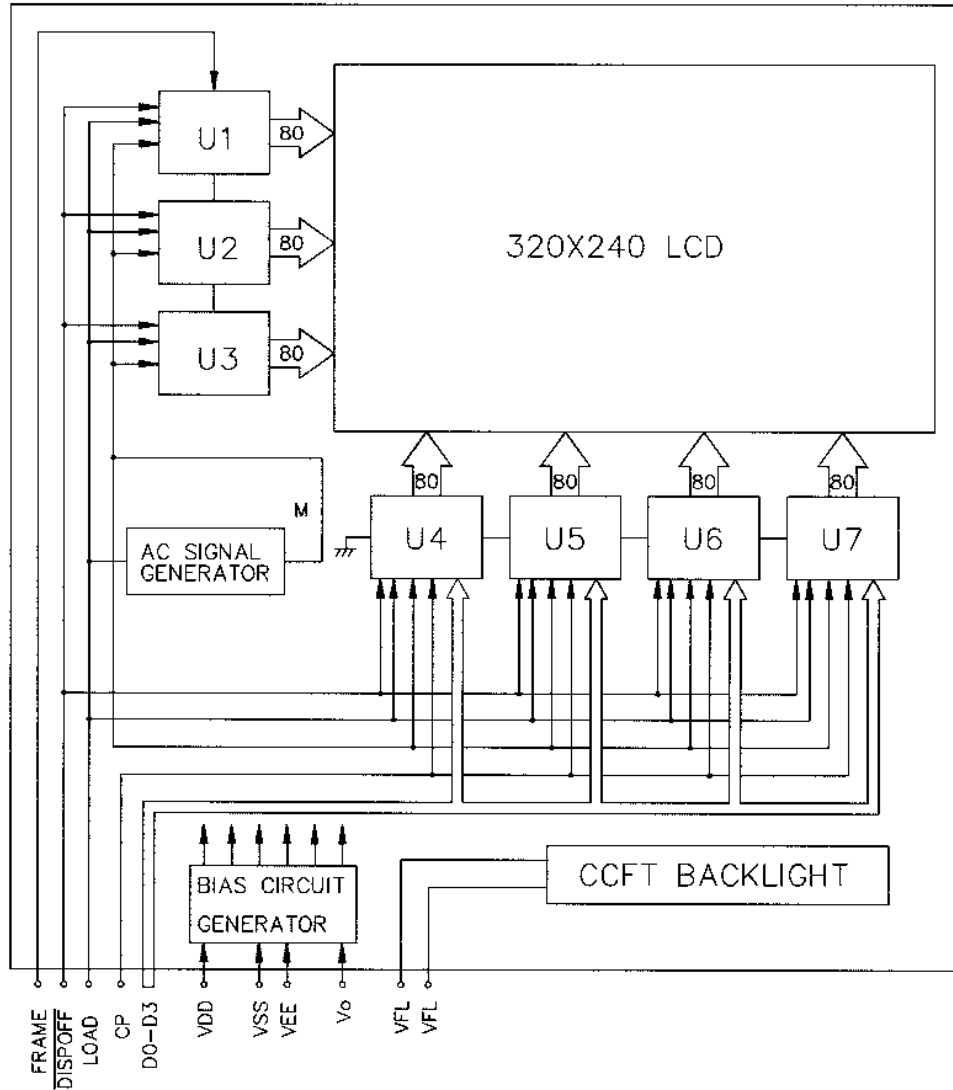 U1
80
U2
80
U3
80
320X240 LCD
80
80
80
80
M
U4
U5
U6
U7
AC SIGNAL
GENERATOR
BIAS CIRCUIT
GENERATOR
CCFT BACKLIGHT
FRAME
DISPOFF
LOAD
CP
D0-D3
VDD
VSS
VEE
Vo
VFL
VFL